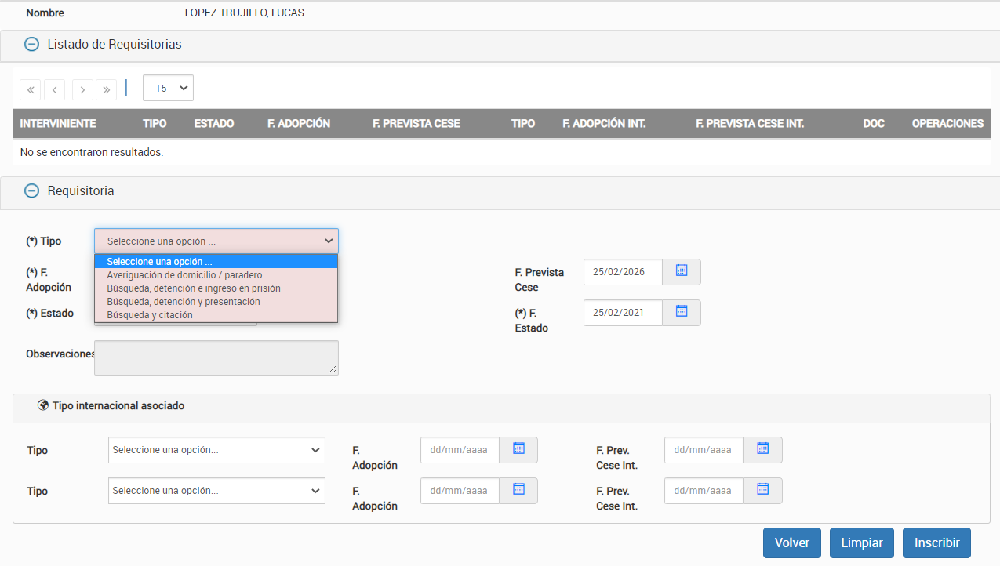 Nombre LOPEZ TRUJILLO, LUCAS
Listado de Requisitorias
« ‹ › » 15
INTERVINIENTE TIPO ESTADO F. ADOPCIÓN F. PREVISTA CESE TIPO F. ADOPCIÓN INT. F. PREVISTA CESE INT. DOC OPERACIONES
No se encontraron resultados.
Requisitoria
(*) Tipo Seleccione una opción ...
Seleccione una opción ...
Averiguación de domicilio / paradero
Búsqueda, detención e ingreso en prisión
Búsqueda, detención y presentación
Búsqueda y citación
(*) F.
Adopción
F. Prevista
Cese
25/02/2026
(*) Estado
(*) F.
Estado
25/02/2021
Observaciones
Tipo internacional asociado
Tipo Seleccione una opción... F.
Adopción
dd/mm/aaaa
F. Prev.
Cese Int.
dd/mm/aaaa
Tipo Seleccione una opción... F.
Adopción
dd/mm/aaaa
F. Prev.
Cese Int.
dd/mm/aaaa
Volver Limpiar Inscribir